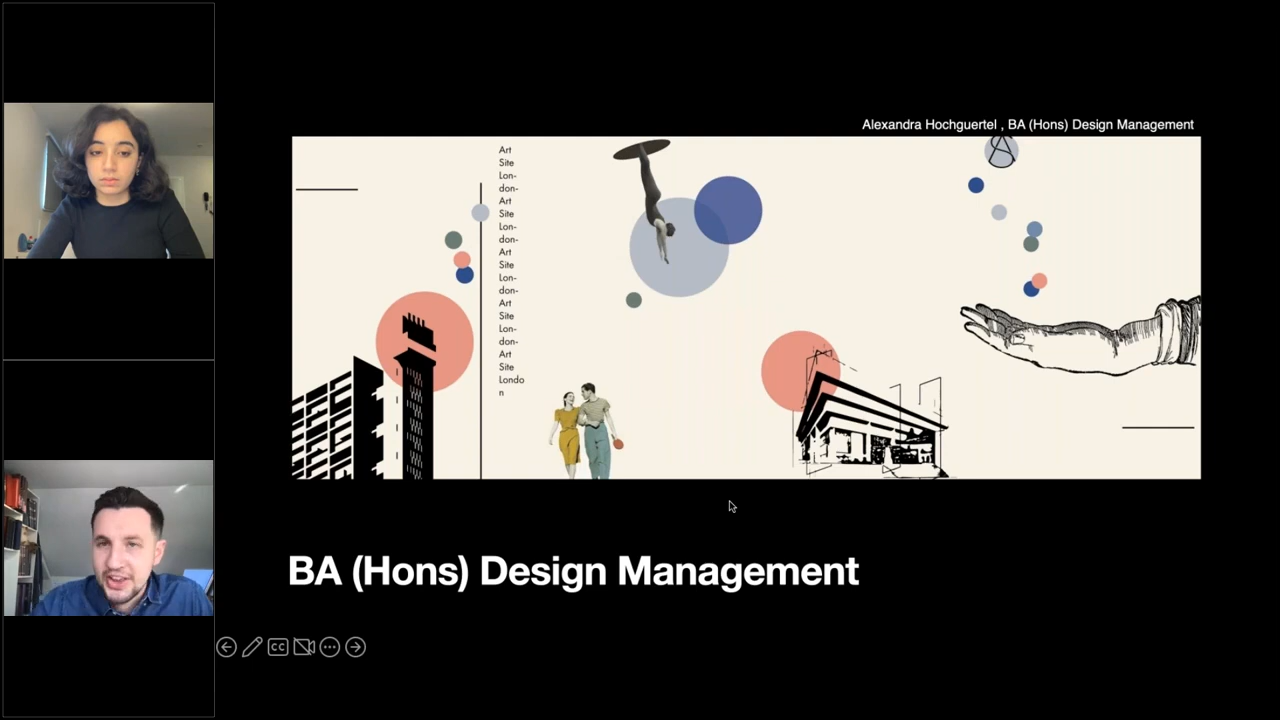 Alexandra Hochguertel , BA (Hons) Design Management
Art
Site
Lon-
don-
Art
Site
Lon-
don-
Art
Site
Lon-
don-
Art
Site
Lon-
don-
Art
Site
Londo
n
BA (Hons) Design Management
CC